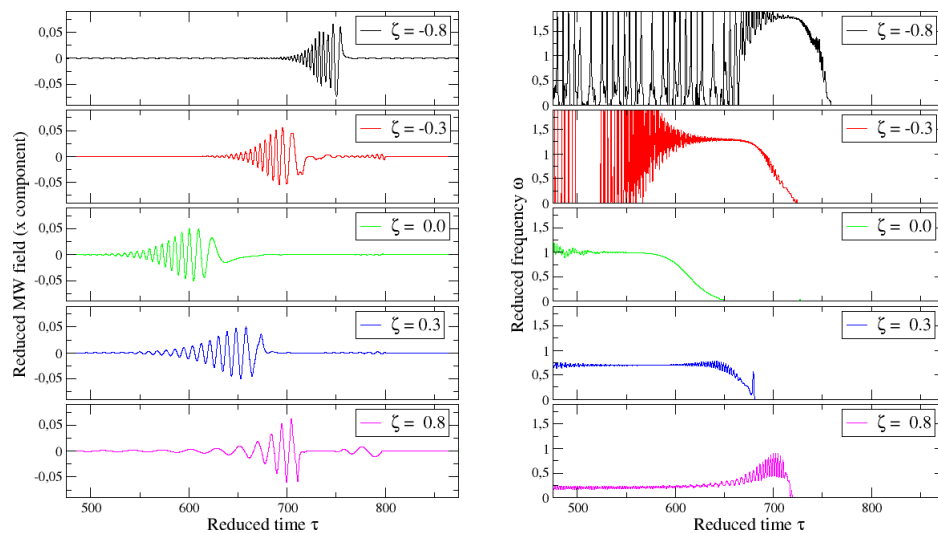 Reduced MW field (x component)
0,05
0
-0,05
ζ = -0.8
0,05
0
-0,05
ζ = -0.3
0,05
0
-0,05
ζ = 0.0
0,05
0
-0,05
ζ = 0.3
0,05
0
-0,05
ζ = 0.8
500 600 700 800
Reduced time τ
Reduced frequency ω
1,5
1
0,5
0
ζ = -0.8
1,5
1
0,5
0
ζ = -0.3
1,5
1
0,5
0
ζ = 0.0
1,5
1
0,5
0
ζ = 0.3
1,5
1
0,5
0
ζ = 0.8
500 600 700 800
Reduced time τ